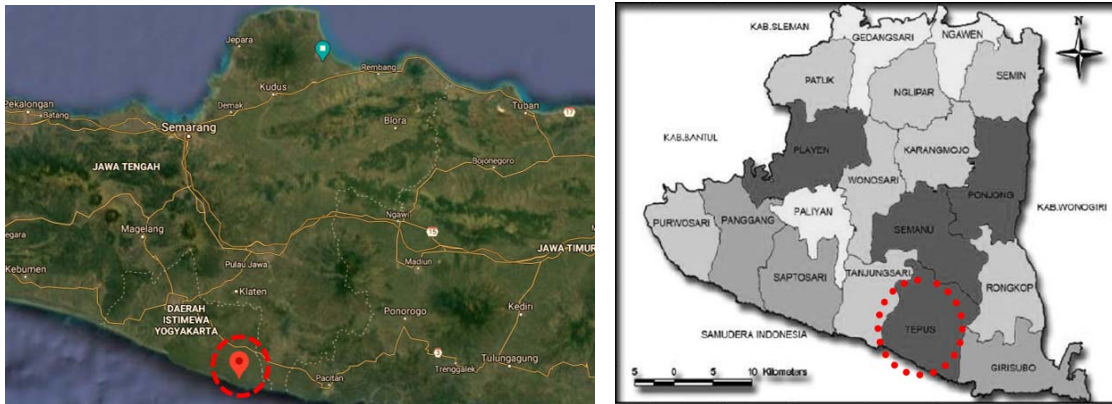 Jepara
Rembang
Kudus
Pekalongan
Batang
Demak
Tuban
17
Semarang
Blora
JAWA TENGAH
Bojonegoro
Ngawi
15
Magelang
JAWA TIMUR
Pulau Jawa
Madiun
Kebumen
Klaten
Kediri
DAERAH
ISTIMEWA
YOGYAKARTA
Ponorogo
3
Tulungagung
Trenggalek
Pacitan
KAB.SLEMAN
GEDANGSARI
NGAWEN
N
PATUK
SEMIN
NGLIPAR
KAB.BANTUL
PLAYEN
KARANGMOJO
WONOSARI
PONJONG
PALIYAN
KAB.WONOGIRI
PURWOSARI
PANGGANG
SEMANU
SAPTOSARI
TANJUNGSARI
RONGKOP
SAMUDERA INDONESIA
TEPUS
GIRISUBO
5 0 5 10 Kilometers